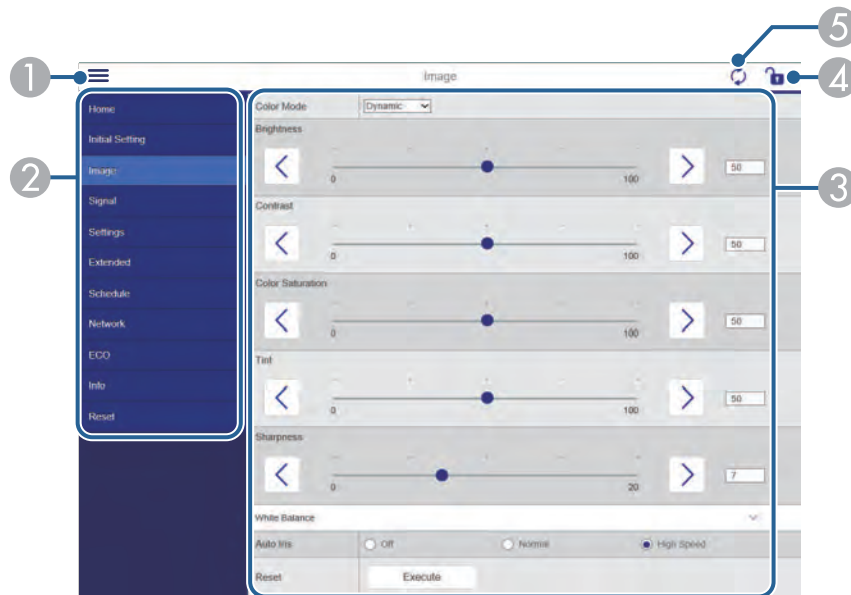 5
1
Image
4
Home
Initial Setting
Image
Signal
Settings
Extended
Schedule
Network
ECO
Info
Reset
2
Color Mode
Dynamic
Brightness
0
100
50
3
Contrast
0
100
50
Color Saturation
0
100
50
Tint
0
100
50
Sharpness
0
20
7
White Balance
Auto Iris
Off
Normal
High Speed
Reset
Execute